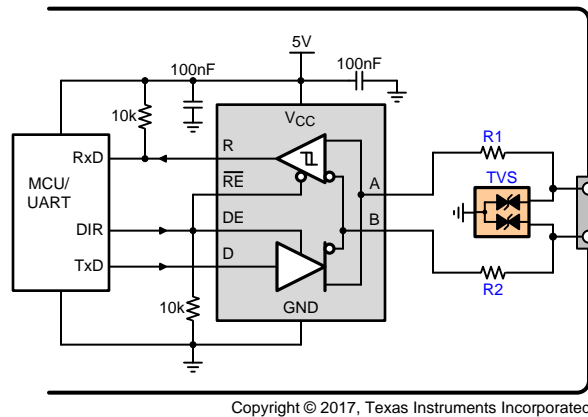 5V
100nF
100nF
10k
VCC
R1
RxD
R
TVS
MCU/
UART
RE
A
DIR
DE
B
TxD
D
R2
10k
GND
Copyright © 2017, Texas Instruments Incorporated